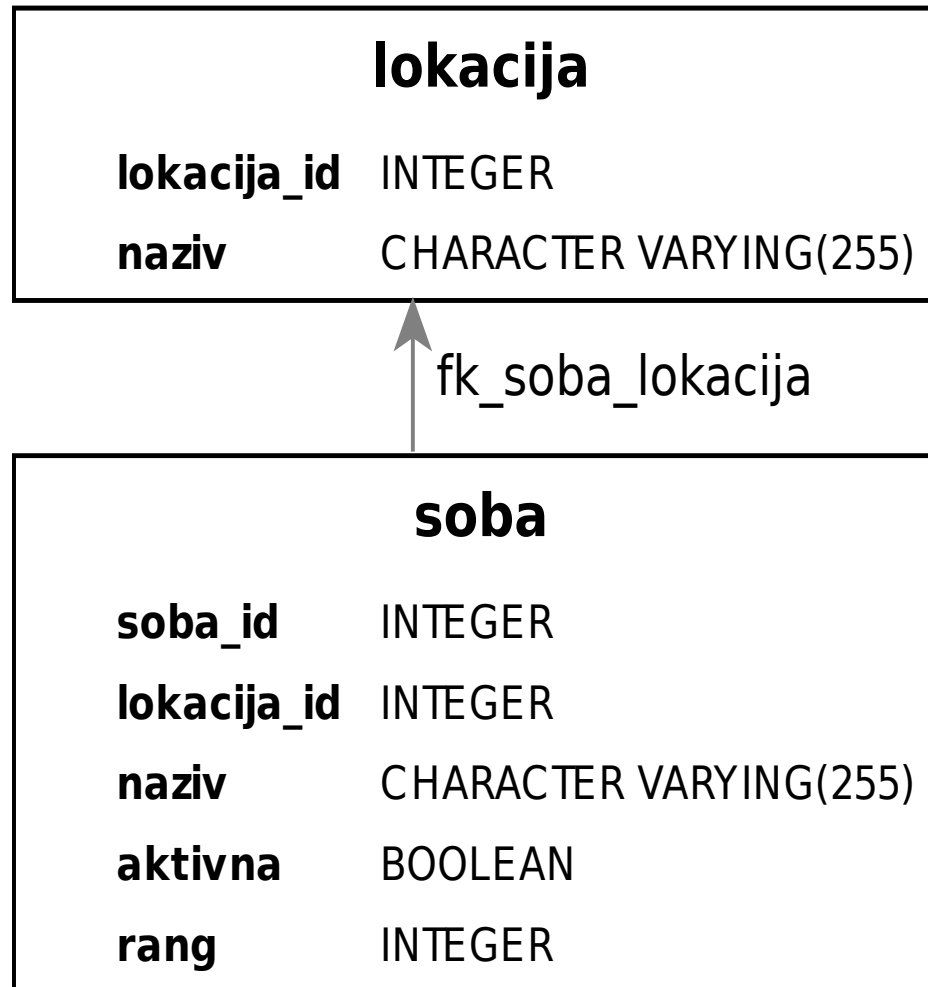 lokacija
lokacija_id INTEGER
naziv CHARACTER VARYING(255)
fk_soba_lokacija
soba
soba_id INTEGER
lokacija_id INTEGER
naziv CHARACTER VARYING(255)
aktivna BOOLEAN
rang INTEGER